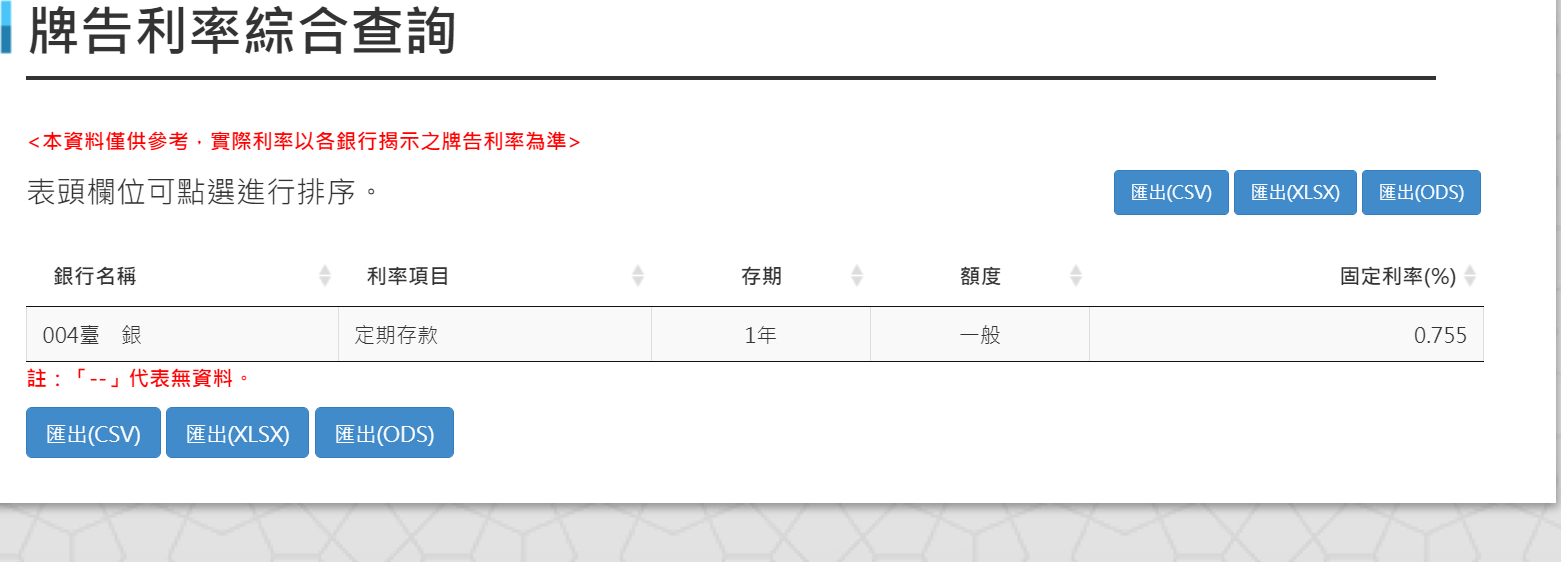 牌告利率綜合查詢
<本資料僅供參考，實際利率以各銀行揭示之牌告利率為準>
表頭欄位可點選進行排序。
匯出(CSV) 匯出(XLSX) 匯出(ODS)
銀行名稱 利率項目 存期 額度 固定利率(%)
004臺　銀 定期存款 1年 一般 0.755
註：「--」代表無資料。
匯出(CSV) 匯出(XLSX) 匯出(ODS)